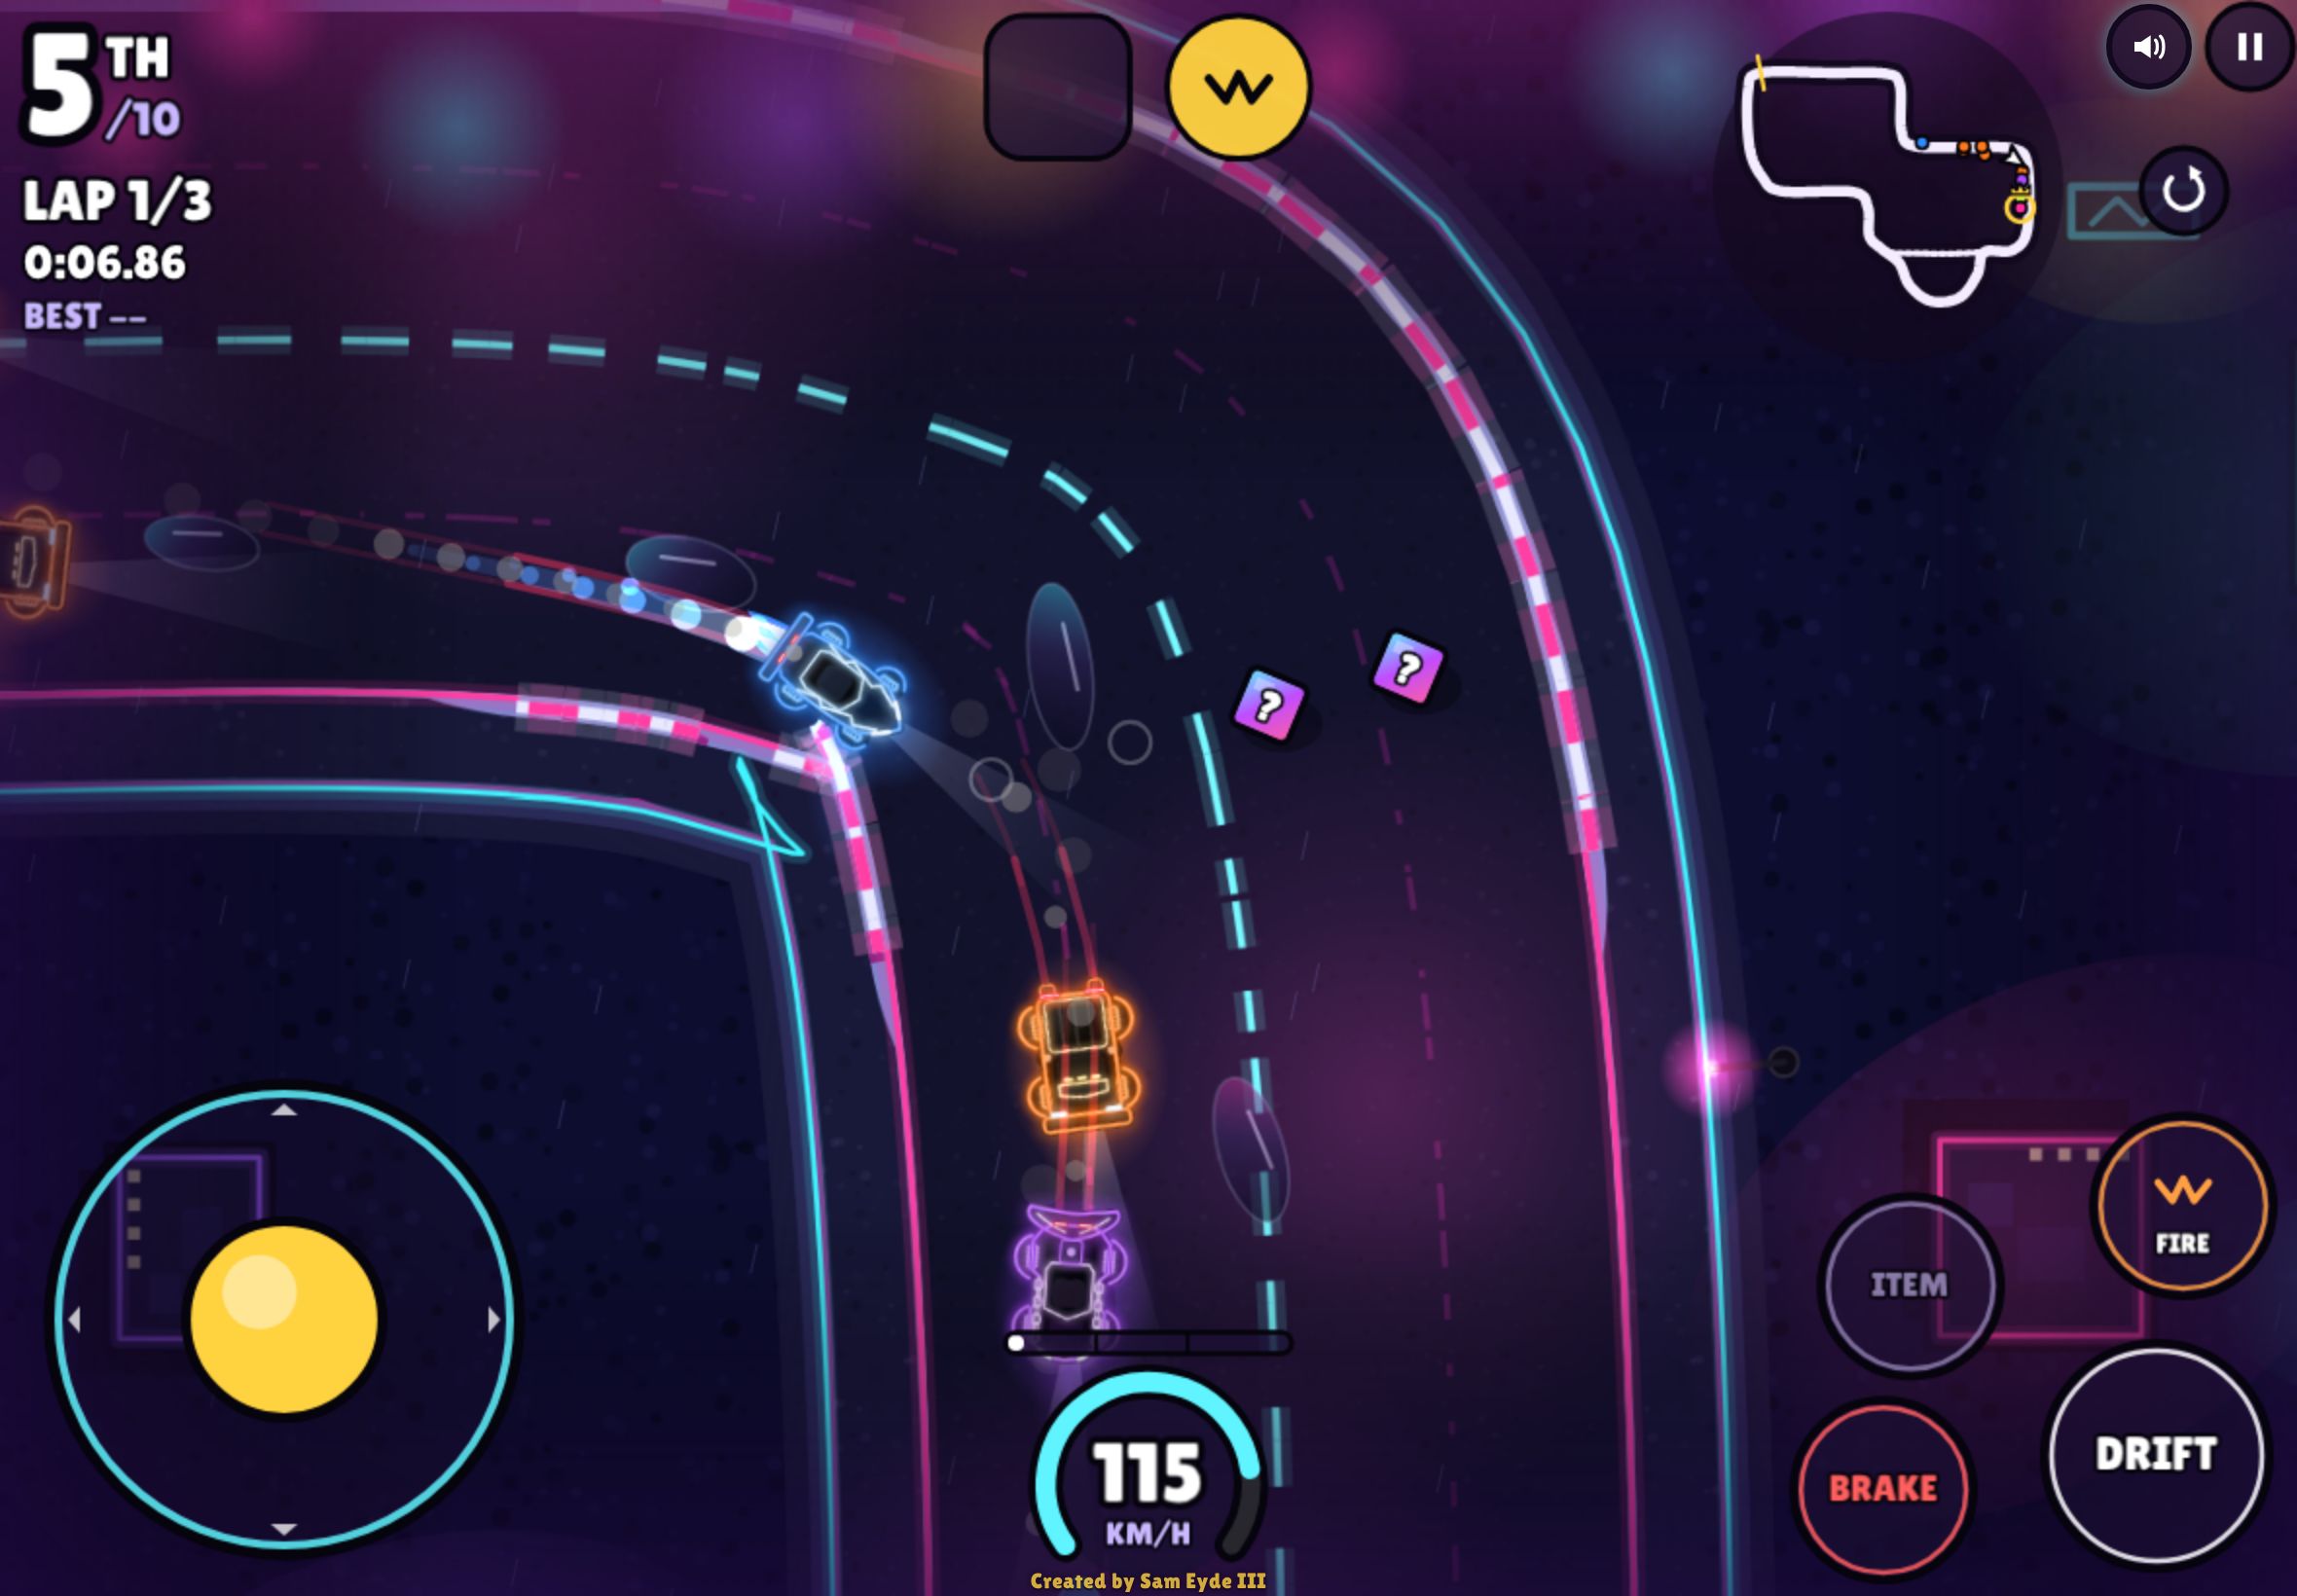 5TH
/10
LAP 1/3
0:06.86
BEST --
?
?
FIRE
ITEM
BRAKE
DRIFT
115
KM/H
Created by Sam Eyde III